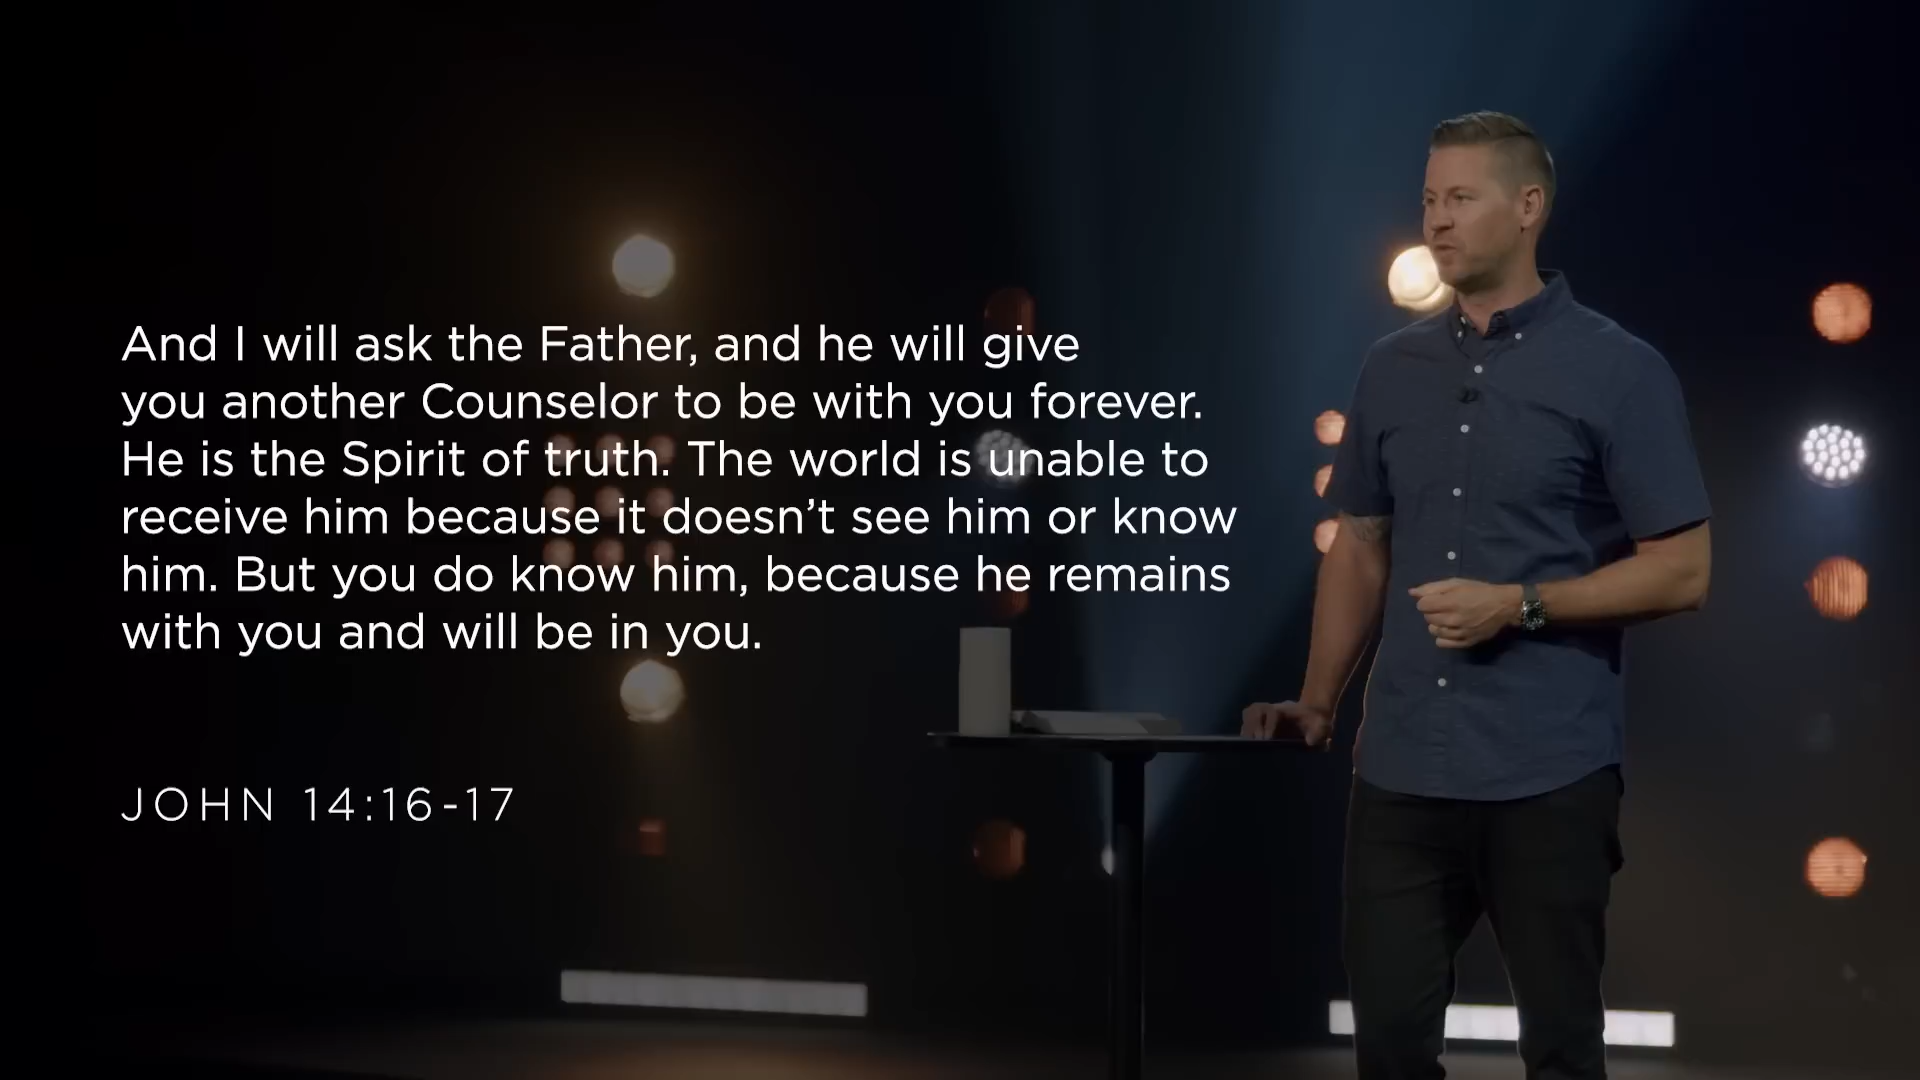 And I will ask the Father, and he will give
you another Counselor to be with you forever.
He is the Spirit of truth. The world is unable to
receive him because it doesn’t see him or know
him. But you do know him, because he remains
with you and will be in you.
JOHN 14:16-17